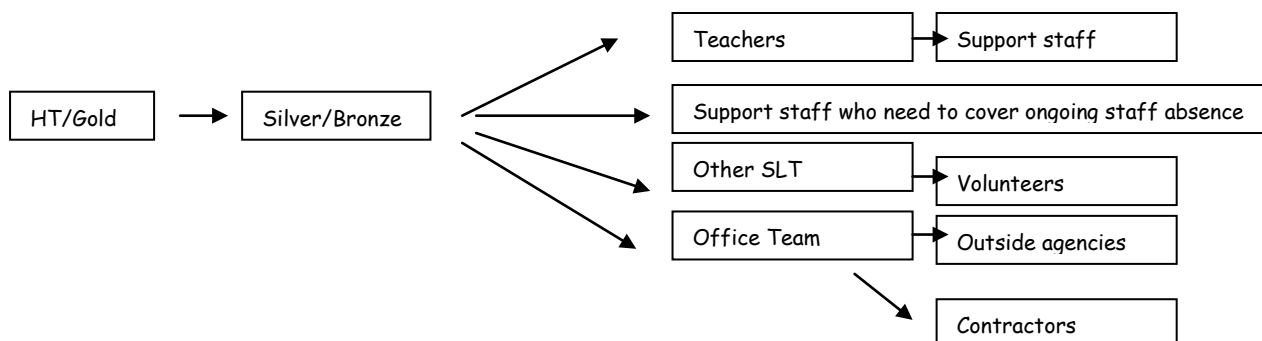 Teachers
Support staff
HT/Gold
Silver/Bronze
Support staff who need to cover ongoing staff absence
Other SLT
Volunteers
Office Team
Outside agencies
Contractors